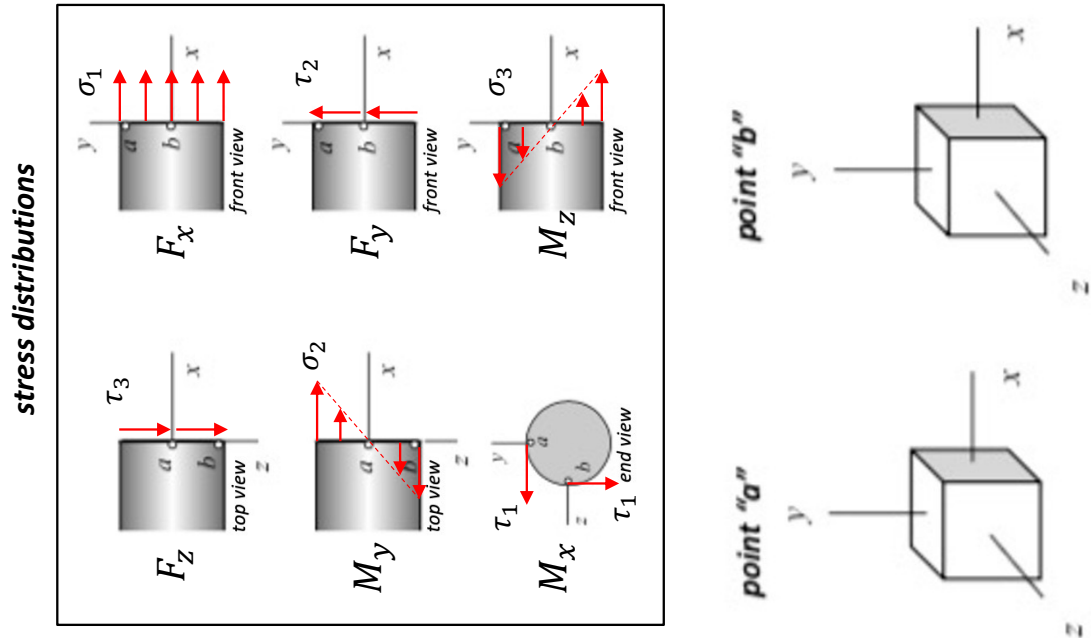 stress distributions
F_z
τ_3
x
a
b
z
top view
F_x
σ_1
y
x
a
b
front view
M_y
σ_2
x
a
b
z
top view
F_y
τ_2
y
x
a
b
front view
M_x
τ_1
y
a
b
z
τ_1
end view
M_z
σ_3
y
x
a
b
front view
point “a”
y
x
z
point “b”
y
x
z